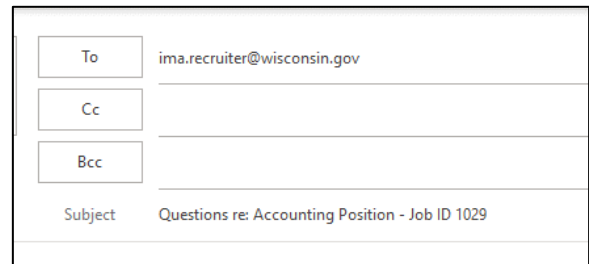 To ima.recruiter@wisconsin.gov
Cc
Bcc
Subject Questions re: Accounting Position - Job ID 1029